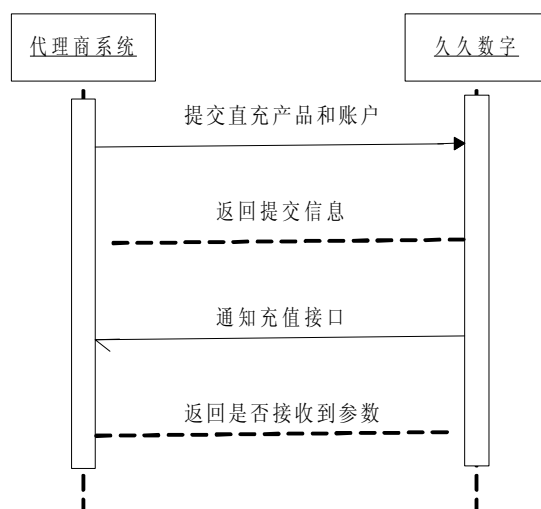 代理商系统
久久数字
提交直充产品和账户
返回提交信息
通知充值接口
返回是否接收到参数